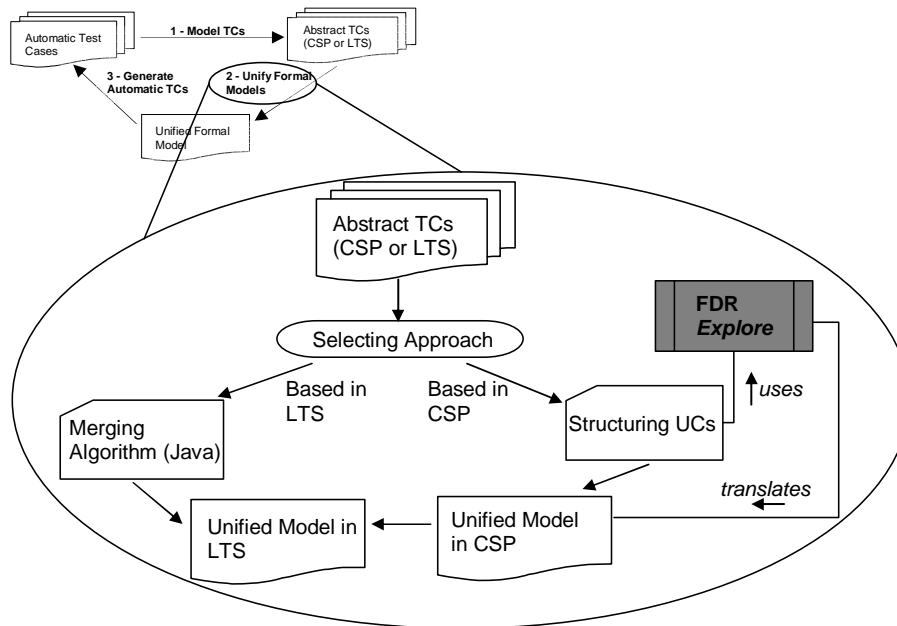 Automatic Test
Cases
1 - Model TCs
Abstract TCs
(CSP or LTS)
3 - Generate
Automatic TCs
2 - Unify Formal
Models
Unified Formal
Model
Abstract TCs
(CSP or LTS)
Selecting Approach
FDR
Explore
Based in
LTS
Based in
CSP
uses
Merging
Algorithm (Java)
Structuring UCs
translates
Unified Model in
LTS
Unified Model
in CSP